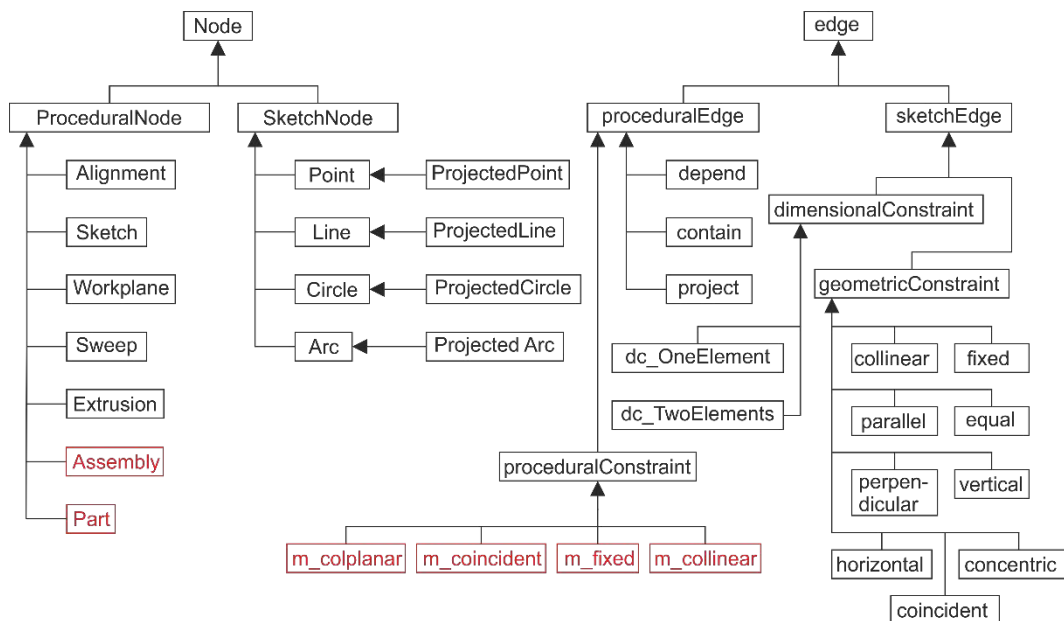 Node
edge
ProceduralNode
SketchNode
proceduralEdge
sketchEdge
Alignment
Point
ProjectedPoint
depend
dimensionalConstraint
Sketch
Line
ProjectedLine
contain
Workplane
Circle
ProjectedCircle
project
geometricConstraint
Sweep
Arc
Projected Arc
dc_OneElement
collinear
fixed
Extrusion
dc_TwoElements
parallel
equal
Assembly
proceduralConstraint
perpen-
dicular
vertical
Part
m_colplanar
m_coincident
m_fixed
m_collinear
horizontal
concentric
coincident